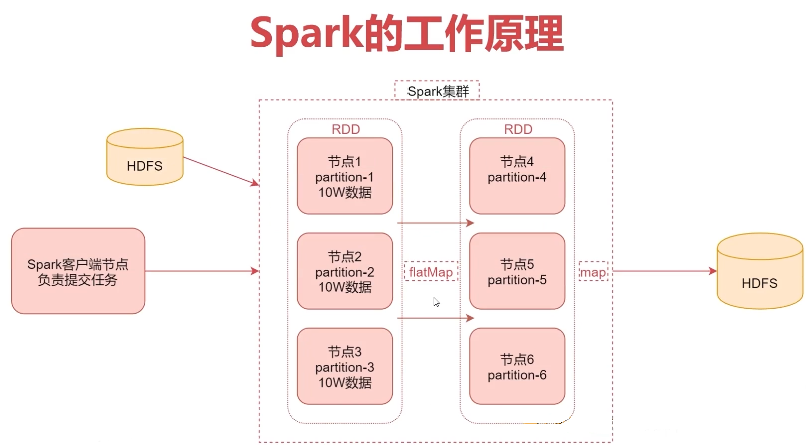 Spark的工作原理
Spark集群
HDFS
Spark客户端节点
负责提交任务
RDD
节点1
partition-1
10W数据
节点2
partition-2
10W数据
节点3
partition-3
10W数据
flatMap
RDD
节点4
partition-4
节点5
partition-5
节点6
partition-6
map
HDFS